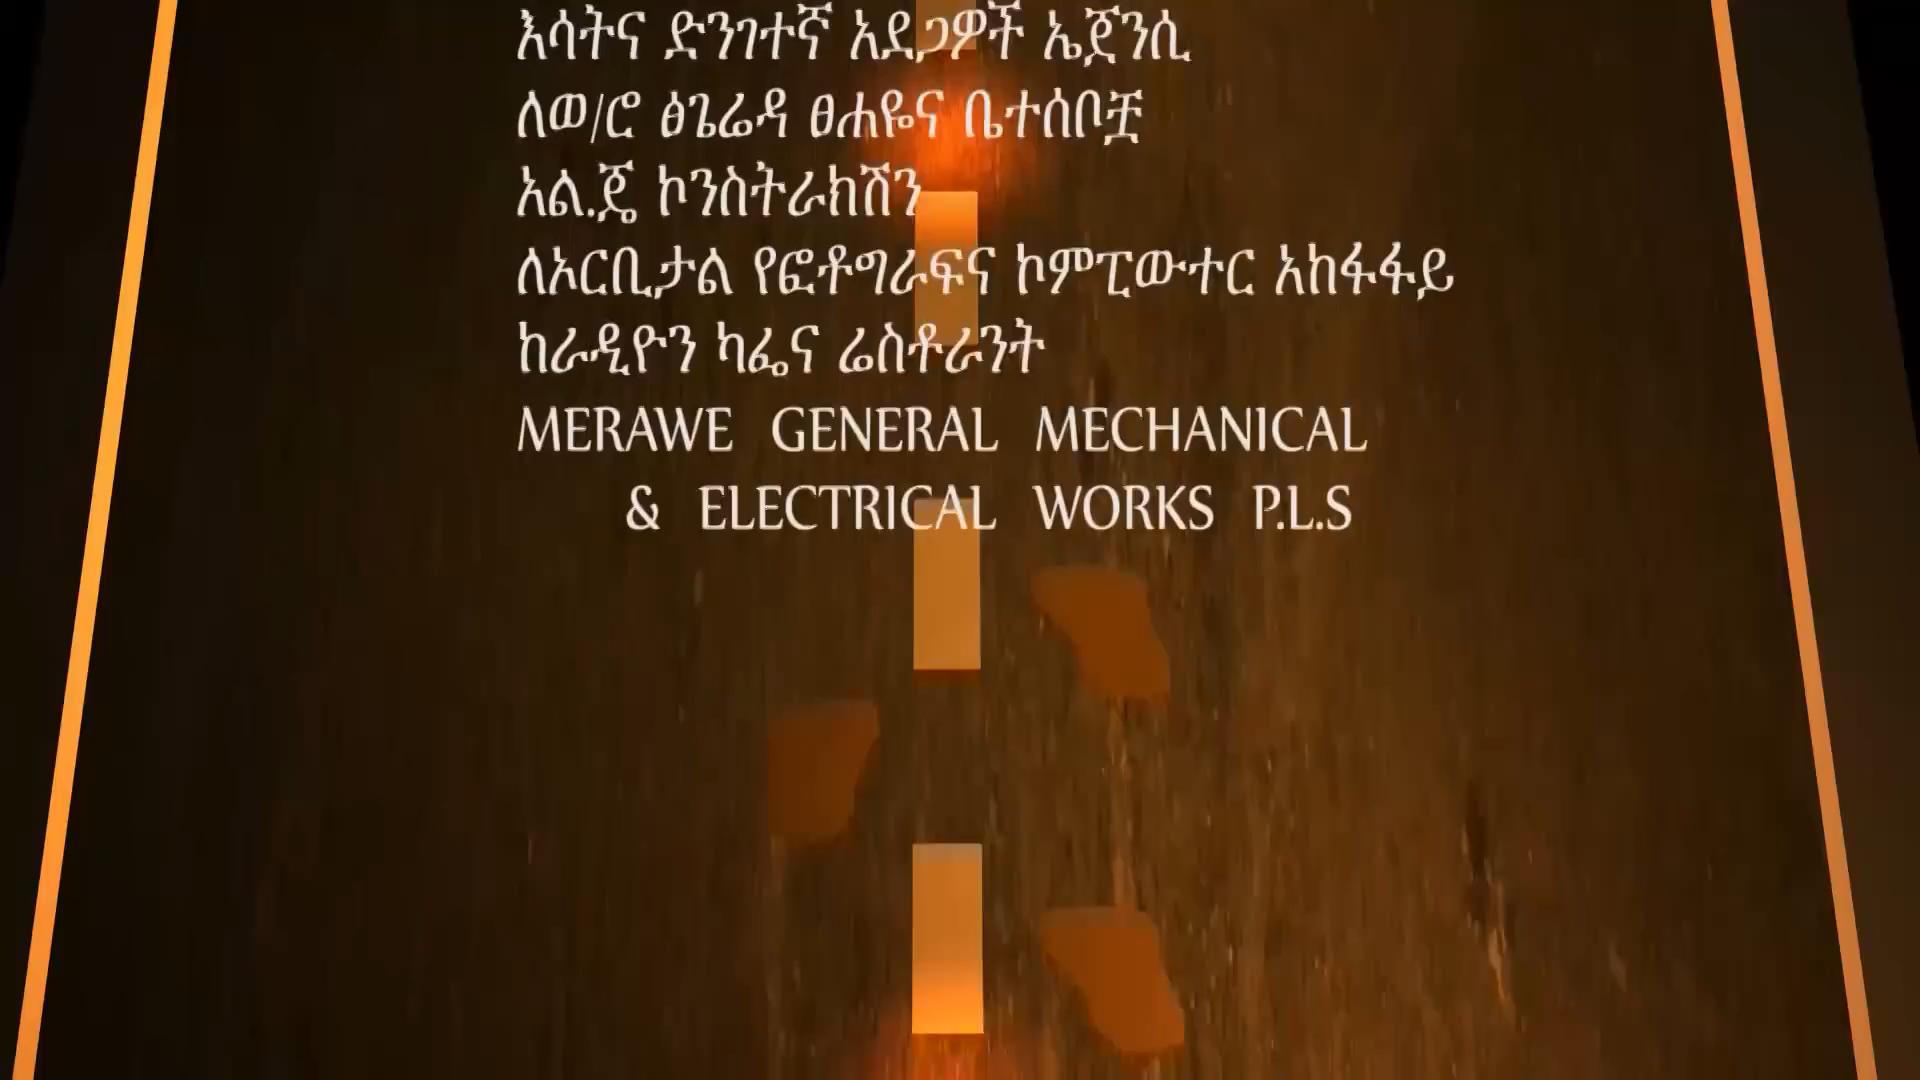 እሳትና ድንገተኛ አደጋዎች ኤጀንሲ
ለወ/ሮ ፅጌሬዳ ፀሐዬና ቤተሰቦቿ
አል.ጄ ኮንስትራክሽን
ለኦርቢታል የፎቶግራፍና ኮምፒውተር አከፋፋይ
ከራዲዮን ካፌና ሬስቶራንት
MERAWE GENERAL MECHANICAL
& ELECTRICAL WORKS P.L.S